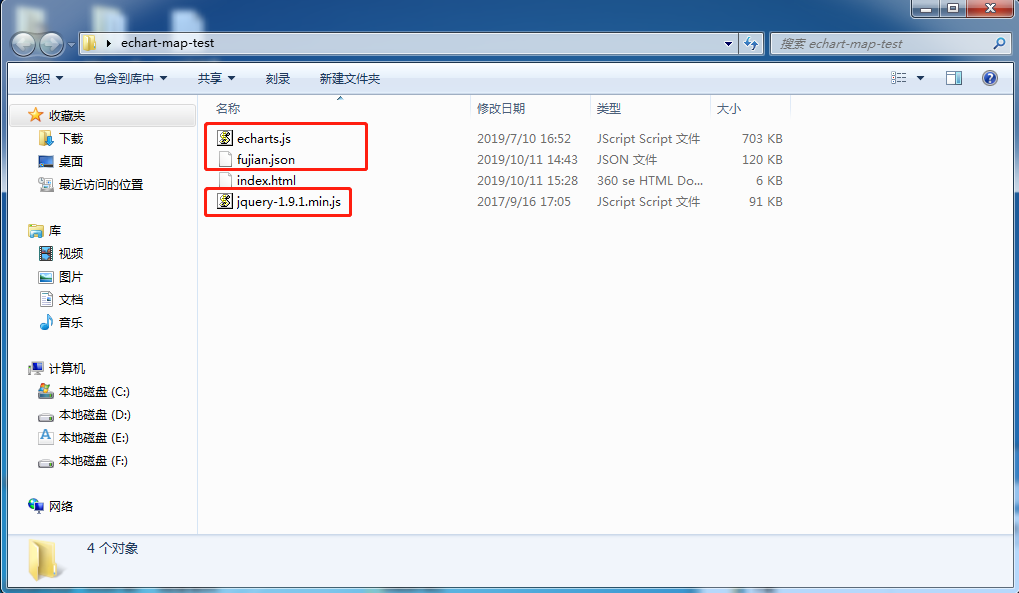 echart-map-test
搜索 echart-map-test
组织 包含到库中 共享 刻录 新建文件夹
收藏夹
下载
桌面
最近访问的位置
库
视频
图片
文档
音乐
计算机
本地磁盘 (C:)
本地磁盘 (D:)
本地磁盘 (E:)
本地磁盘 (F:)
网络
名称 修改日期 类型 大小
echarts.js 2019/7/10 16:52 JScript Script 文件 703 KB
fujian.json 2019/10/11 14:43 JSON 文件 120 KB
index.html 2019/10/11 15:28 360 se HTML Do... 6 KB
jquery-1.9.1.min.js 2017/9/16 17:05 JScript Script 文件 91 KB
4 个对象